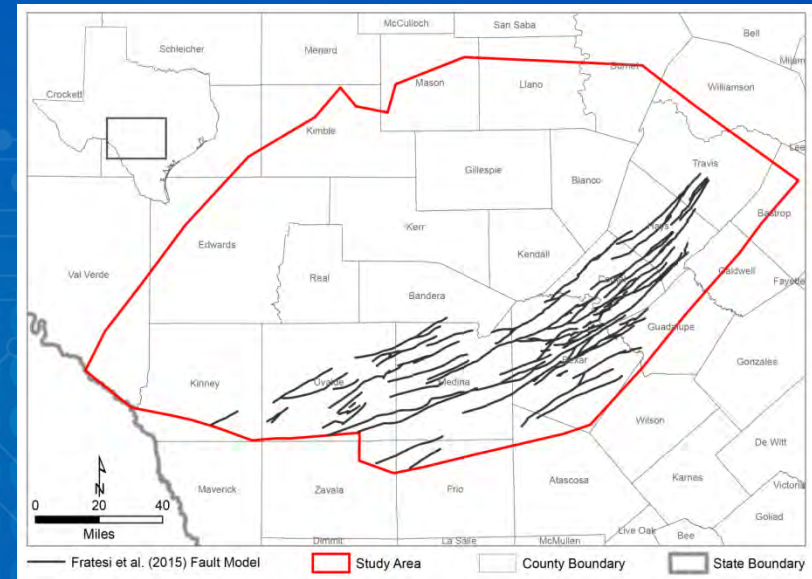 McCulloch
San Saba
Bell
Schleicher
Menard
Milam
Mason
Burnet
Crockett
Llano
Williamson
Lee
Kimble
Travis
Gillespie
Blanco
Bastrop
Hays
Kerr
Edwards
Kendall
Val Verde
Comal
Caldwell
Fayette
Real
Bandera
Guadalupe
Gonzales
Kinney
Uvalde
Medina
Bexar
Wilson
De Witt
Maverick
Zavala
Frio
Atascosa
Karnes
Victoria
Goliad
N
0 20 40
Miles
Live Oak
Bee
Dimmit
La Salle
McMullen
Fratesi et al. (2015) Fault Model
Study Area
County Boundary
State Boundary